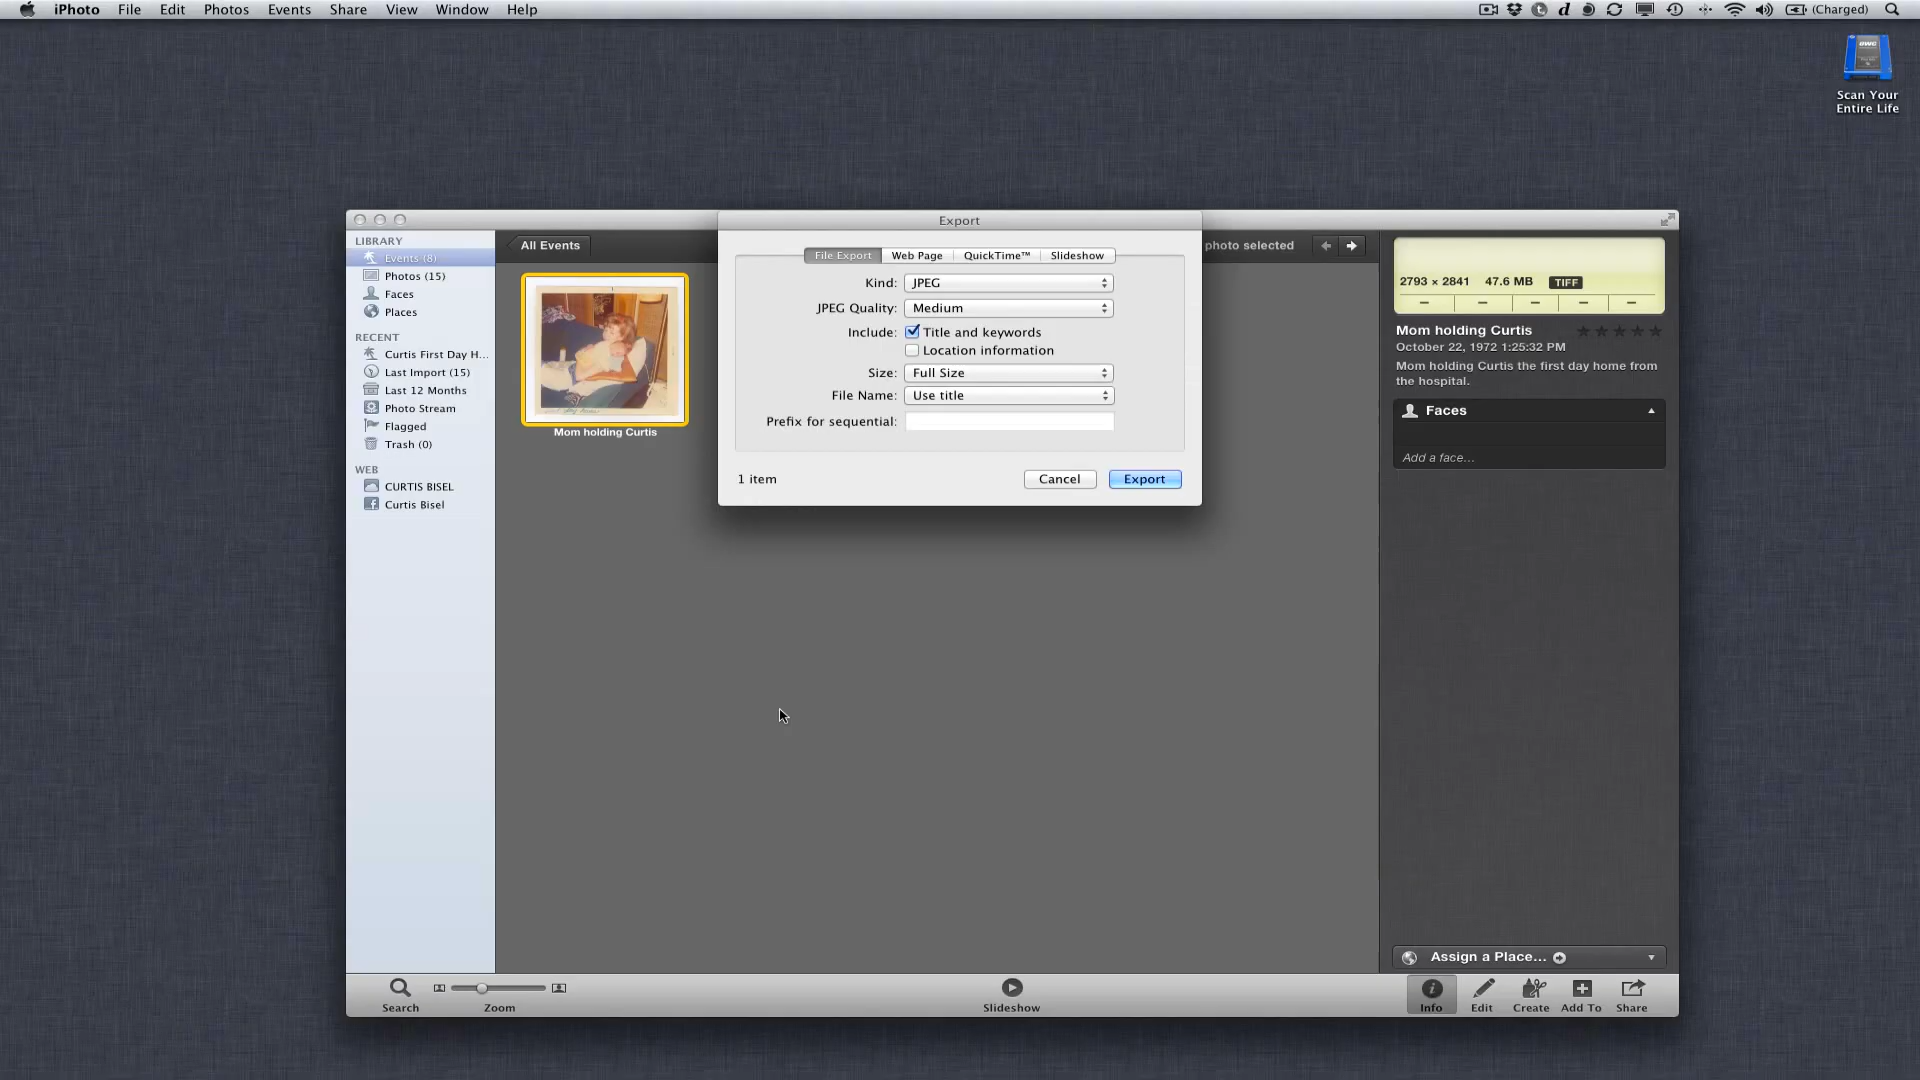 iPhoto File Edit Photos Events Share View Window Help (Charged)
Scan Your
Entire Life
Export
LIBRARY
Events (8)
Photos (15)
Faces
Places
RECENT
Curtis First Day H...
Last Import (15)
Last 12 Months
Photo Stream
Flagged
Trash (0)
WEB
CURTIS BISEL
Curtis Bisel
All Events
photo selected
Mom holding Curtis
File Export Web Page QuickTime™ Slideshow
Kind: JPEG
JPEG Quality: Medium
Include: Title and keywords
Location information
Size: Full Size
File Name: Use title
Prefix for sequential:
1 item Cancel Export
2793 × 2841 47.6 MB TIFF
Mom holding Curtis
October 22, 1972 1:25:32 PM
Mom holding Curtis the first day home from
the hospital.
Faces
Add a face...
Assign a Place...
Search Zoom Slideshow Info Edit Create Add To Share